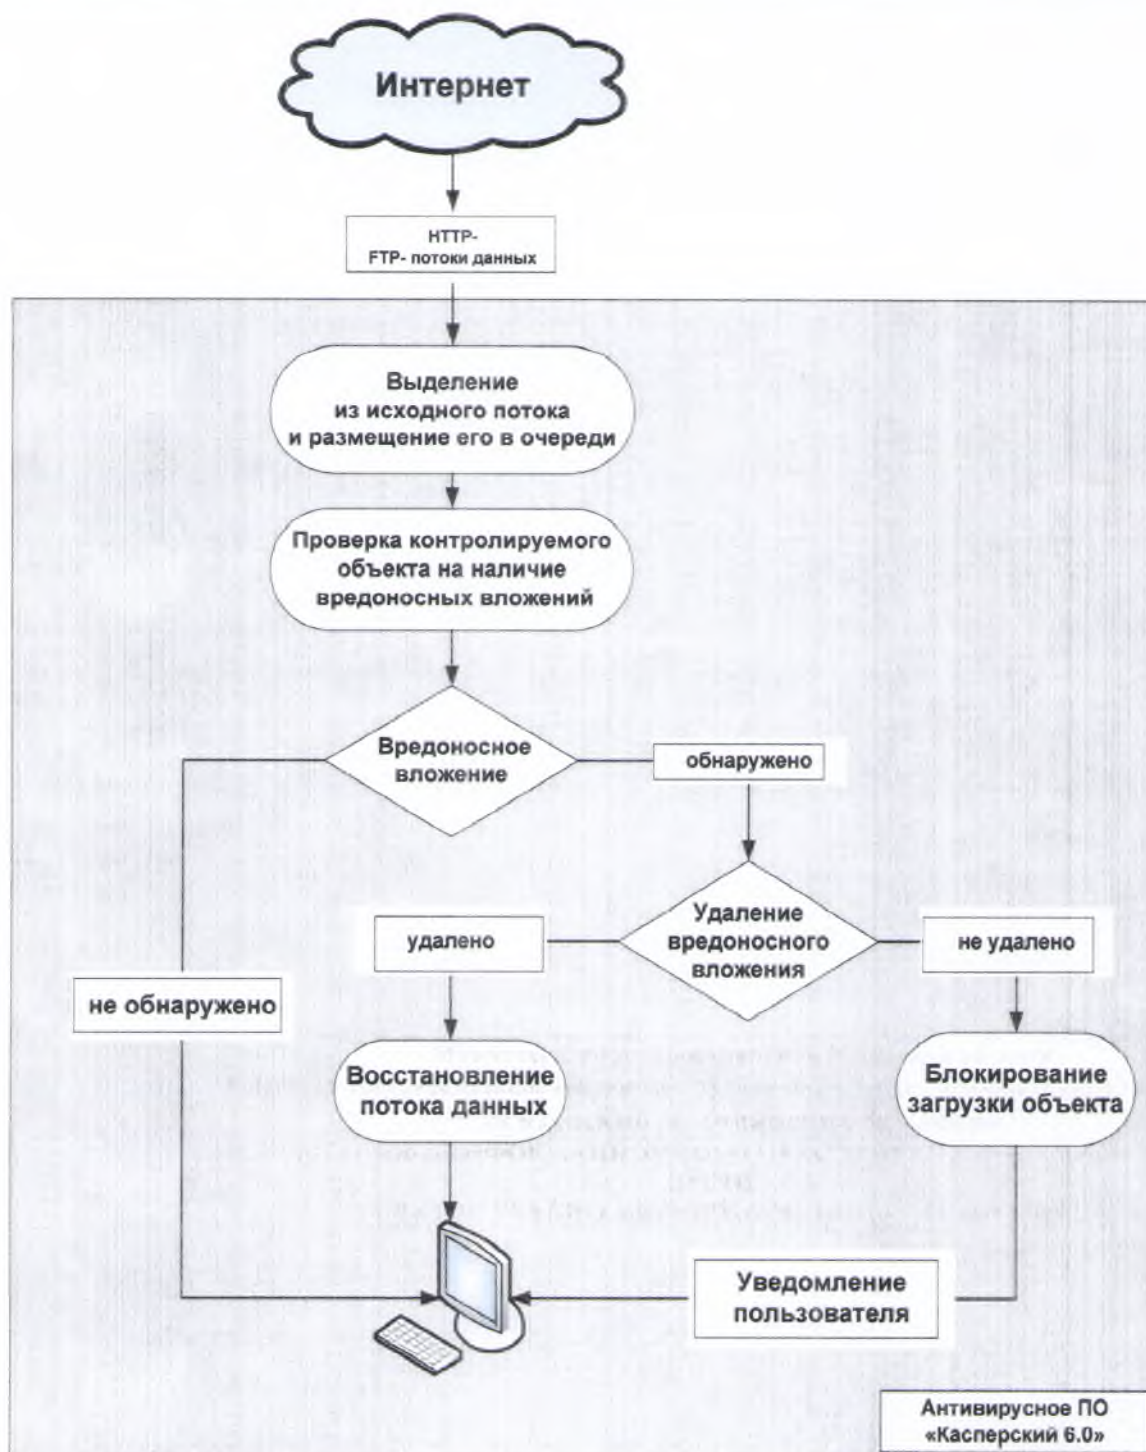 Интернет
HTTP-
FTP- потоки данных
Выделение
из исходного потока
и размещение его в очереди
Проверка контролируемого
объекта на наличие
вредоносных вложений
Вредоносное
вложение
обнаружено
Удаление
вредоносного
вложения
удалено
не удалено
не обнаружено
Восстановление
потока данных
Блокирование
загрузки объекта
Уведомление
пользователя
Антивирусное ПО
«Касперский 6.0»